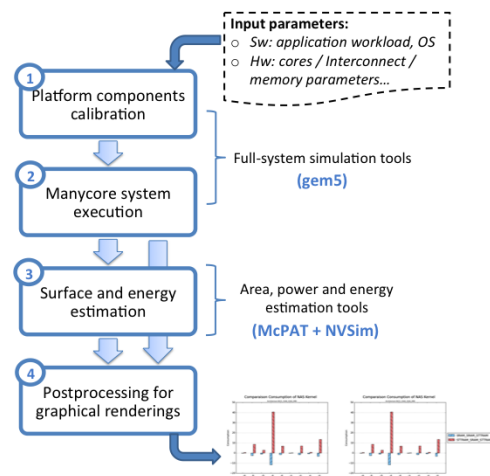 Input parameters:
○ Sw: application workload, OS
○ Hw: cores / Interconnect /
memory parameters…
1
Platform components
calibration
2
Manycore system
execution
Full-system simulation tools
(gem5)
3
Surface and energy
estimation
Area, power and energy
estimation tools
(McPAT + NVSim)
4
Postprocessing for
graphical renderings
Comparaison Consumption of NAS-Kernel
Comparaison Consumption of NAS-Kernel